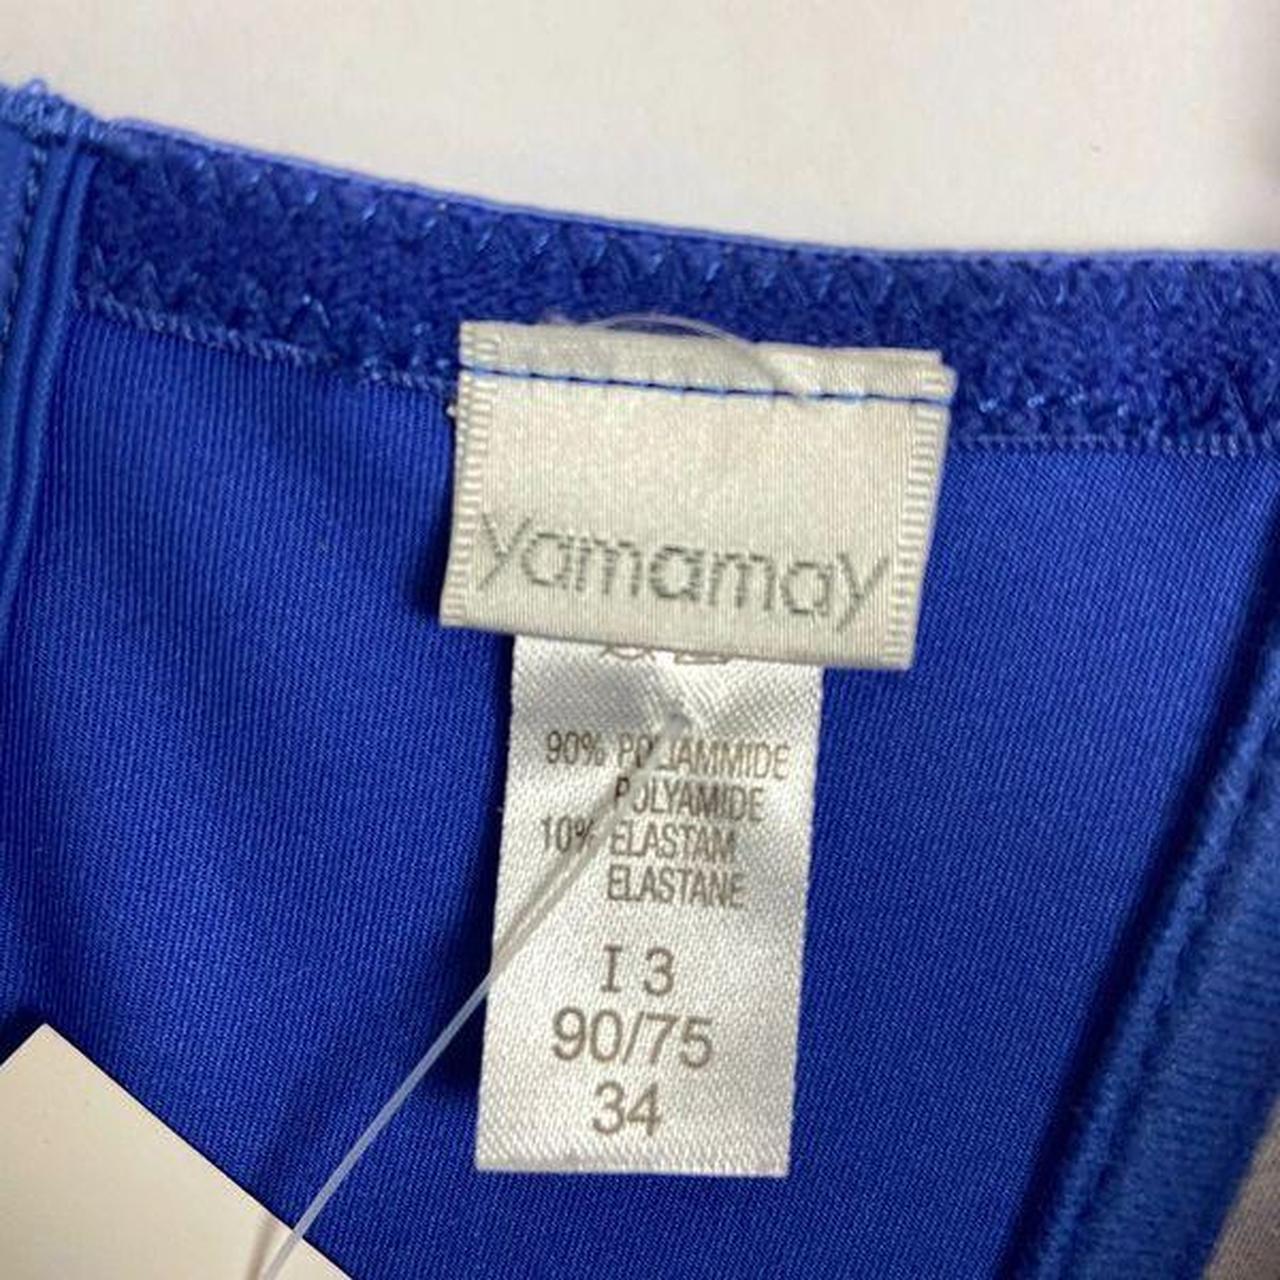 yamamay
90% POLIAMMIDE
POLYAMIDE
10% ELASTAM
ELASTANE
I 3
90/75
34